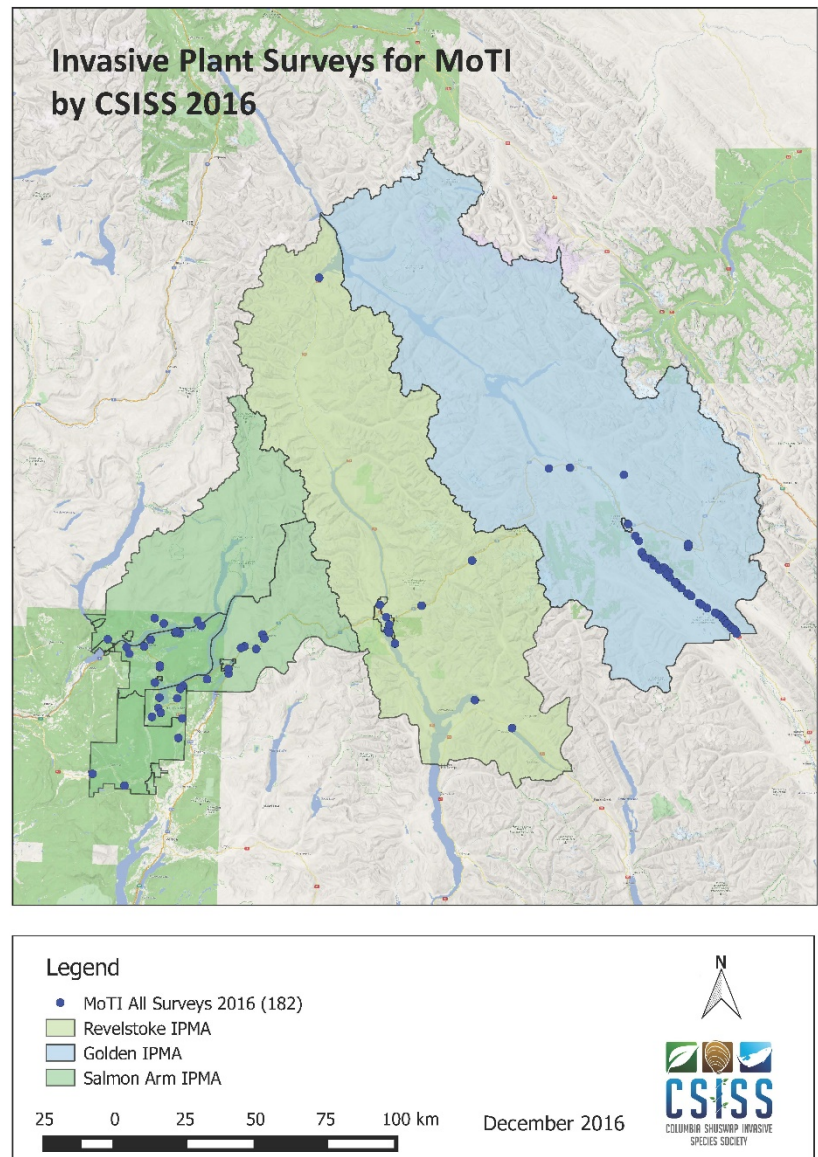 Invasive Plant Surveys for MoTI
by CSISS 2016
Legend
MoTI All Surveys 2016 (182)
Revelstoke IPMA
Golden IPMA
Salmon Arm IPMA
25 0 25 50 75 100 km
December 2016
N
CSISS
COLUMBIA SHUSWAP INVASIVE
SPECIES SOCIETY